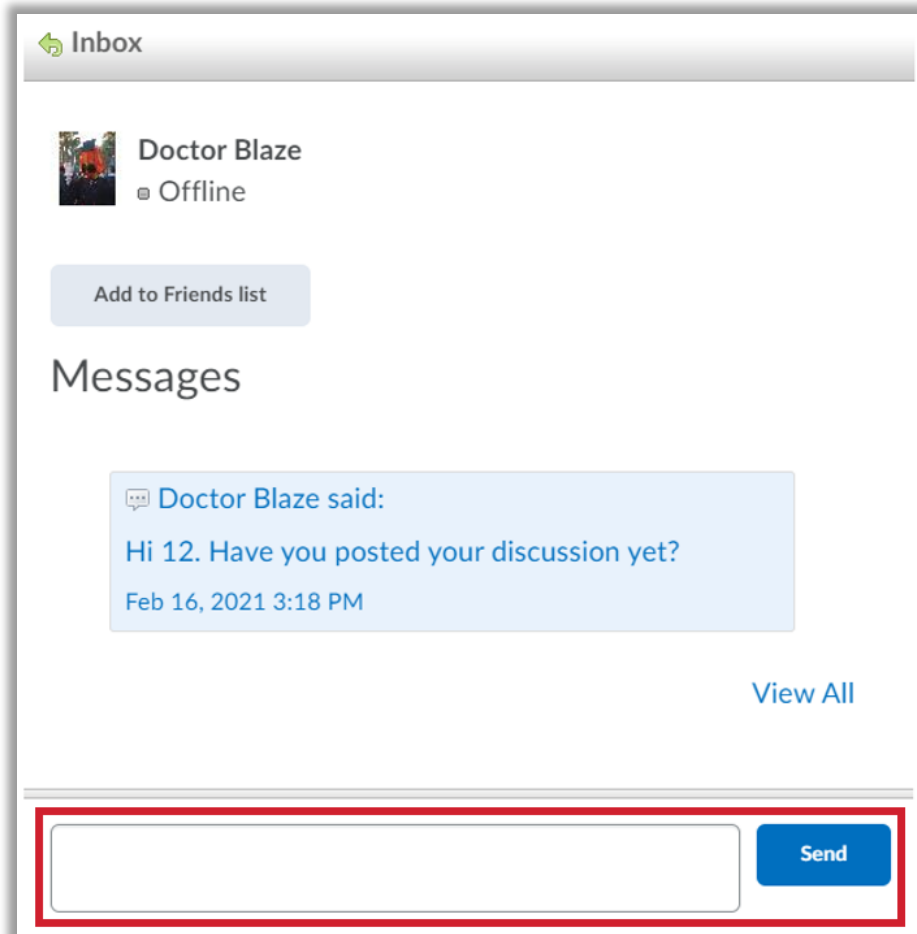 Inbox
Doctor Blaze
Offline
Add to Friends list
Messages
Doctor Blaze said:
Hi 12. Have you posted your discussion yet?
Feb 16, 2021 3:18 PM
View All
Send